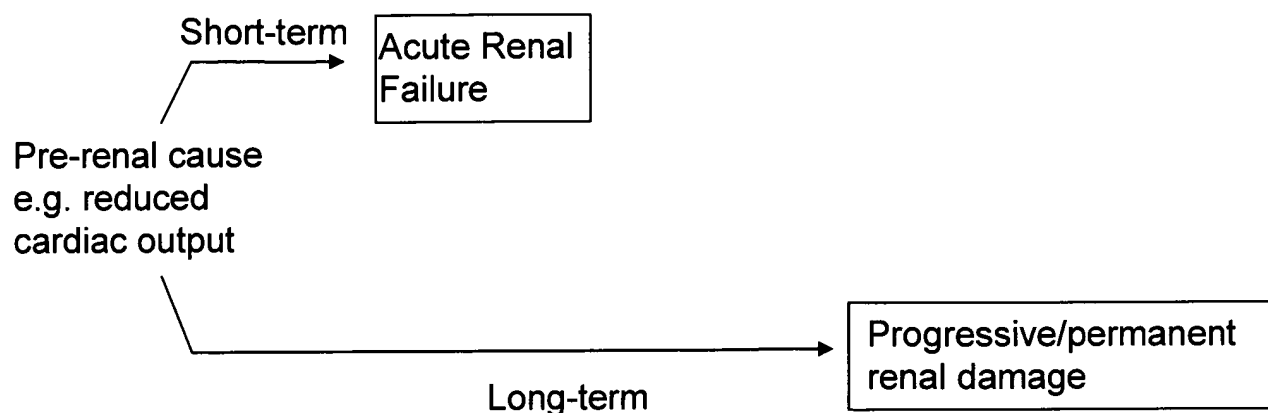 Short-term
Acute Renal
Failure
Pre-renal cause
e.g. reduced
cardiac output
Progressive/permanent
renal damage
Long-term